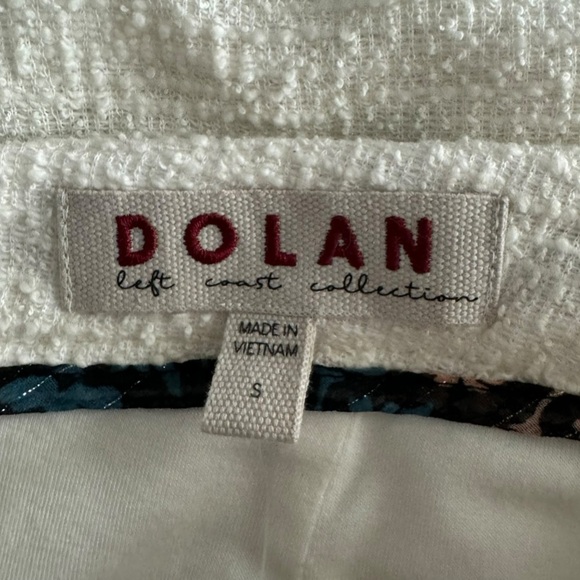 DOLAN
left coast collection
MADE IN
VIETNAM
S